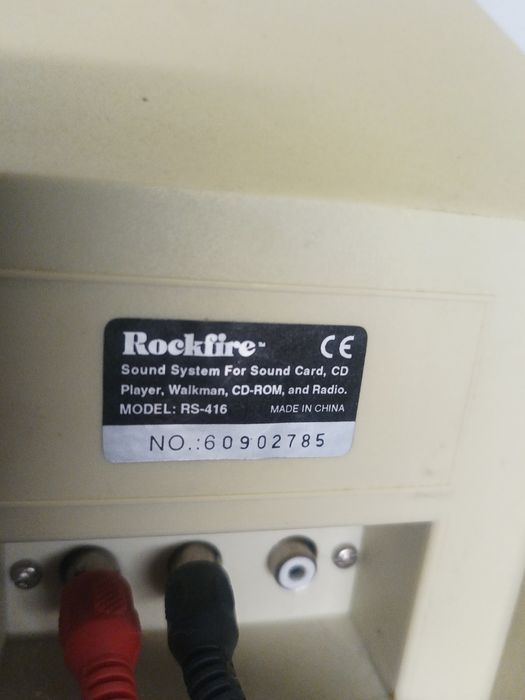 Rockfire™ CE
Sound System For Sound Card, CD
Player, Walkman, CD-ROM, and Radio.
MODEL: RS-416 MADE IN CHINA
NO.:60902785